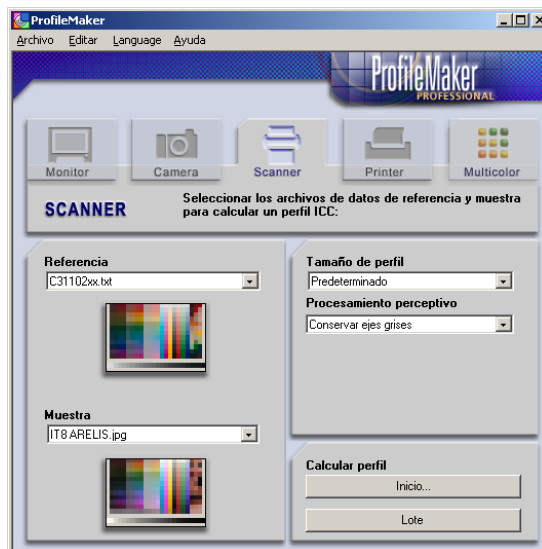 ProfileMaker
Archivo Editar Language Ayuda
ProfileMaker
PROFESSIONAL
Monitor Camera Scanner Printer Multicolor
SCANNER
Seleccionar los archivos de datos de referencia y muestra
para calcular un perfil ICC:
Referencia
C31102xx.txt
Muestra
IT8 ARELIS.jpg
Tamaño de perfil
Predeterminado
Procesamiento perceptivo
Conservar ejes grises
Calcular perfil
Inicio...
Lote